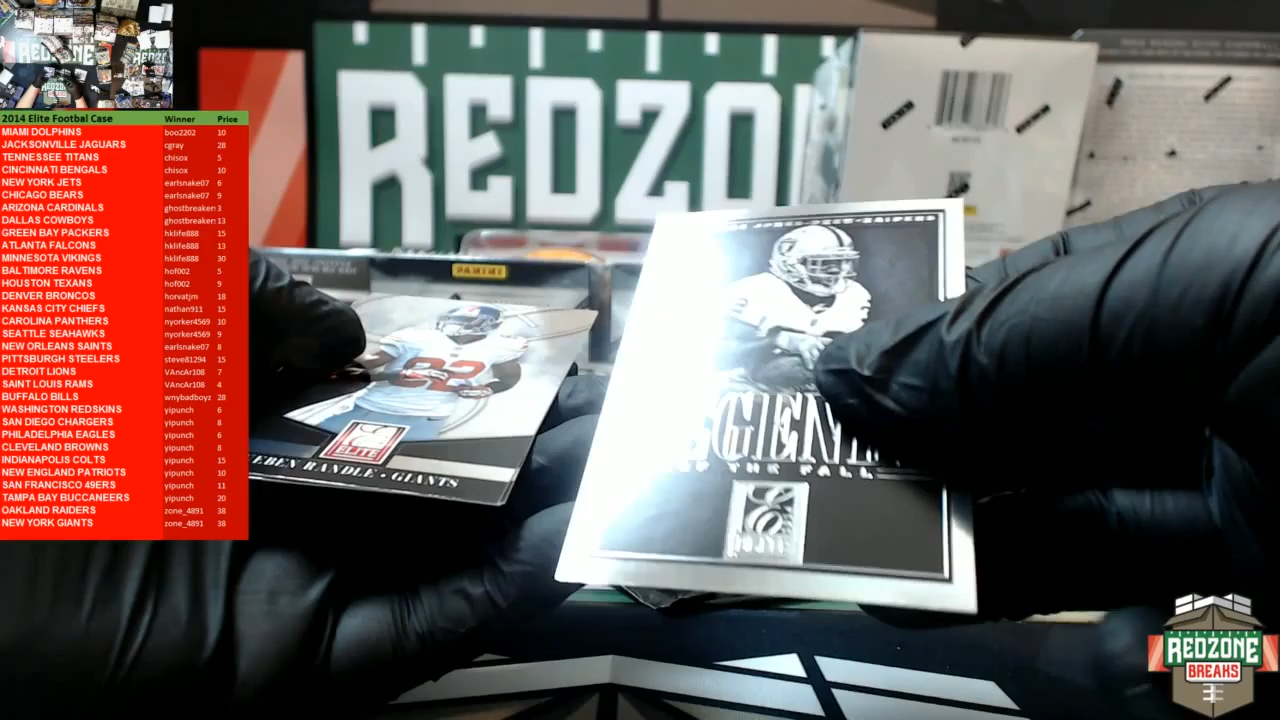 REDZO
2014 Elite Footbal Case Winner Price
MIAMI DOLPHINS boo2202 10
JACKSONVILLE JAGUARS cgray 28
TENNESSEE TITANS chisox 5
CINCINNATI BENGALS chisox 10
NEW YORK JETS earlsnake07 6
CHICAGO BEARS earlsnake07 9
ARIZONA CARDINALS ghostbreaker 3
DALLAS COWBOYS ghostbreaker 13
GREEN BAY PACKERS hklife888 15
ATLANTA FALCONS hklife888 13
MINNESOTA VIKINGS hklife888 30
BALTIMORE RAVENS hof002 5
HOUSTON TEXANS hof002 9
DENVER BRONCOS horvatjm 18
KANSAS CITY CHIEFS nathan911 15
CAROLINA PANTHERS nyorker4569 10
SEATTLE SEAHAWKS nyorker4569 9
NEW ORLEANS SAINTS earlsnake07 8
PITTSBURGH STEELERS steve81294 15
DETROIT LIONS VAncAr108 7
SAINT LOUIS RAMS VAncAr108 4
BUFFALO BILLS wnybadboyz 28
WASHINGTON REDSKINS yipunch 6
SAN DIEGO CHARGERS yipunch 8
PHILADELPHIA EAGLES yipunch 6
CLEVELAND BROWNS yipunch 8
INDIANAPOLIS COLTS yipunch 15
NEW ENGLAND PATRIOTS yipunch 10
SAN FRANCISCO 49ERS yipunch 11
TAMPA BAY BUCCANEERS yipunch 20
OAKLAND RAIDERS zone_4891 38
NEW YORK GIANTS zone_4891 38
PANINI
82
ELITE
EBEN RANDLE • GIANTS
RAIDERS
EGEN
THE FALL
REDZONE
BREAKS